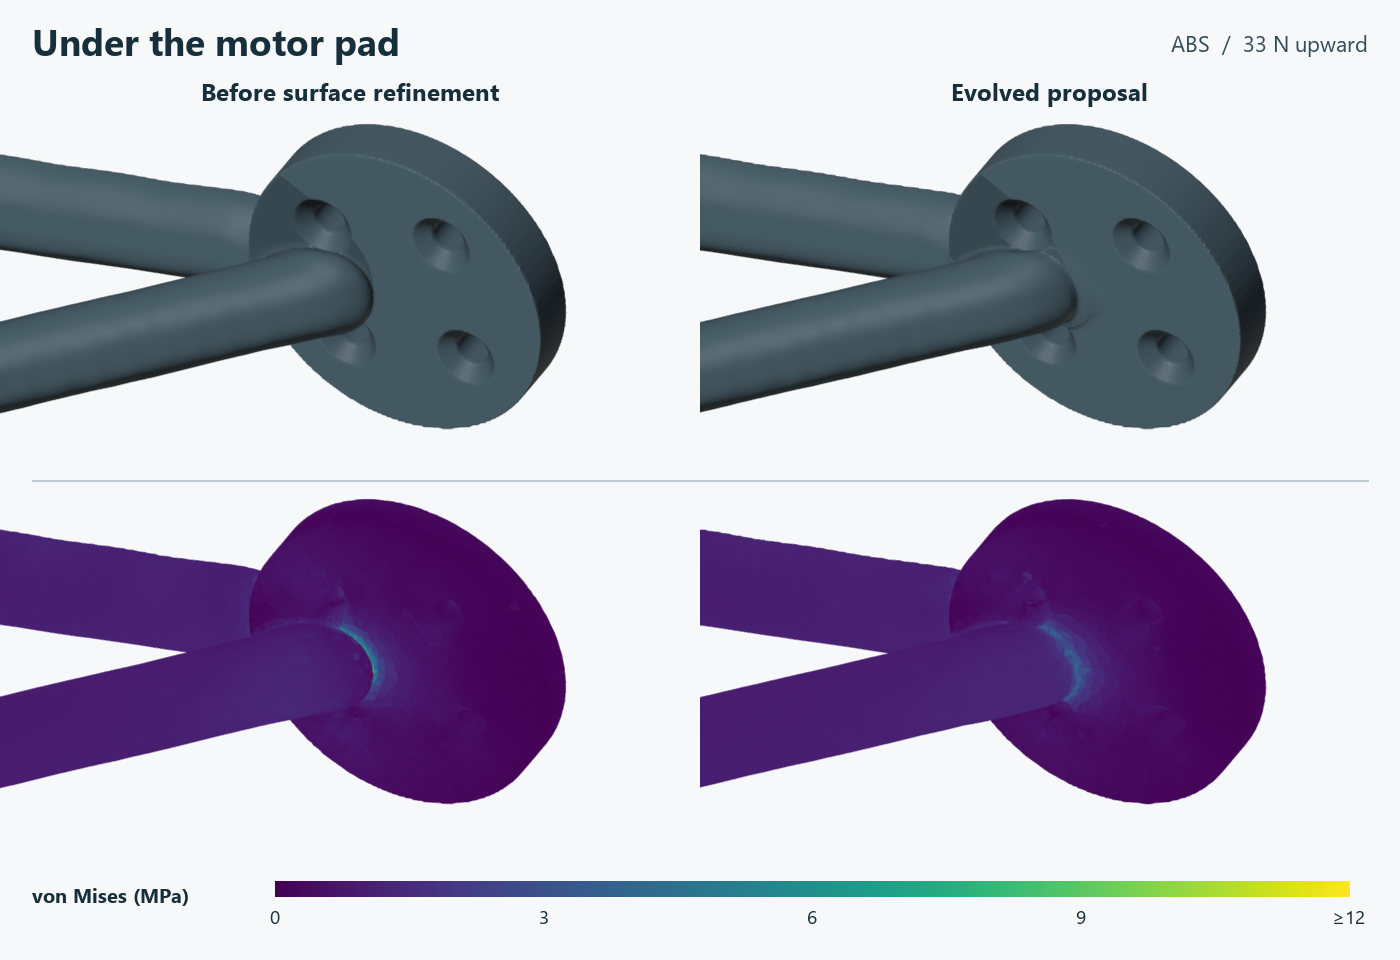 Under the motor pad
ABS / 33 N upward
Before surface refinement
Evolved proposal
von Mises (MPa)
0 3 6 9 ≥12